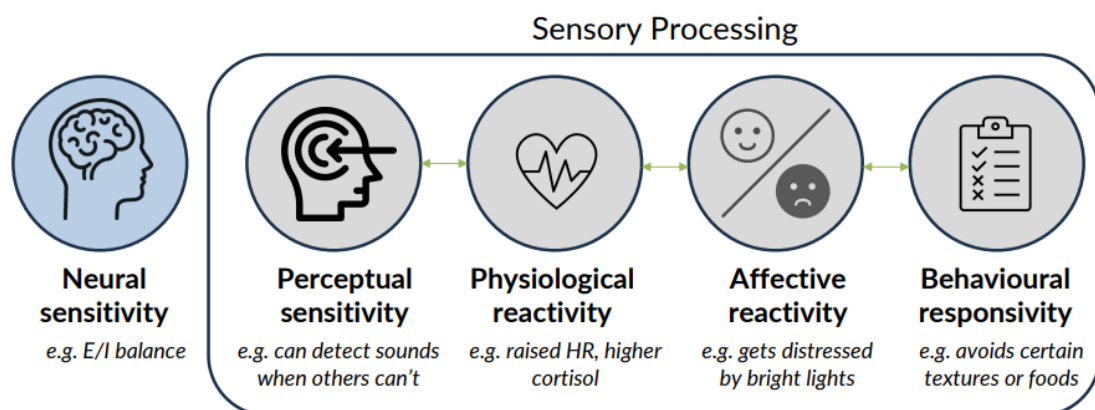 Sensory Processing
Neural
sensitivity
e.g. E/I balance
Perceptual
sensitivity
e.g. can detect sounds
when others can't
Physiological
reactivity
e.g. raised HR, higher
cortisol
Affective
reactivity
e.g. gets distressed
by bright lights
Behavioural
responsivity
e.g. avoids certain
textures or foods